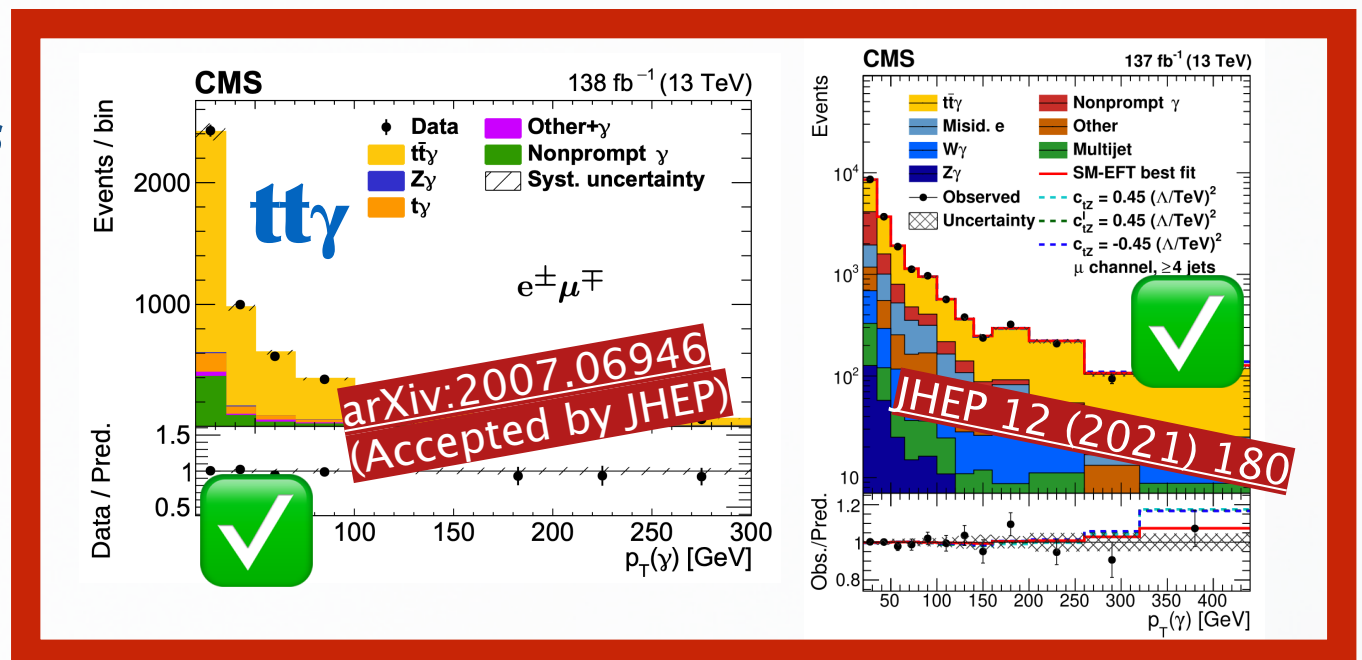 CMS
138 fb⁻¹ (13 TeV)
Events / bin
2000
1000
Data
tt̄γ
Zγ
tγ
Other+γ
Nonprompt γ
Syst. uncertainty
ttγ
e±μ∓
arXiv:2007.06946
(Accepted by JHEP)
Data / Pred.
1.5
1
0.5
100
150
200
250
300
p_T(γ) [GeV]
CMS
137 fb⁻¹ (13 TeV)
Events
tt̄γ
Misid. e
Wγ
Zγ
Observed
Uncertainty
Nonprompt γ
Other
Multijet
SM-EFT best fit
c_tZ = 0.45 (Λ/TeV)²
c^I_tZ = 0.45 (Λ/TeV)²
c_tZ = -0.45 (Λ/TeV)²
μ channel, ≥4 jets
10⁴
10³
10²
10
JHEP 12 (2021) 180
Obs./Pred.
1.2
1
0.8
50
100
150
200
250
300
350
400
p_T(γ) [GeV]